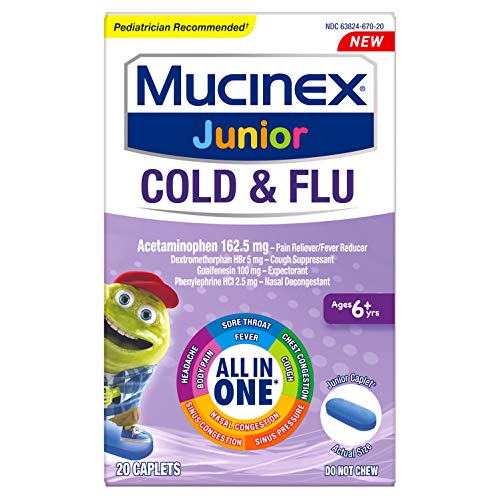 Pediatrician Recommended†
NDC 63824-670-20
NEW
Mucinex®
Junior
COLD & FLU
Acetaminophen 162.5 mg – Pain Reliever/Fever Reducer
Dextromethorphan HBr 5 mg – Cough Suppressant
Guaifenesin 100 mg – Expectorant
Phenylephrine HCl 2.5 mg – Nasal Decongestant
Ages 6+ yrs
SORE THROAT
FEVER
HEADACHE
BODY PAIN
CHEST CONGESTION
COUGH
ALL IN
ONE*
NASAL CONGESTION
SINUS CONGESTION
SINUS PRESSURE
Junior Caplet
Actual Size
20 CAPLETS
DO NOT CHEW